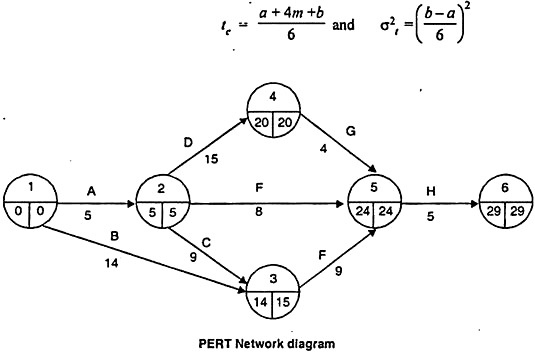 t_e = a + 4m + b / 6 and σ²_t = (b – a / 6)²
4
20 20
D
15
G
4
1
0 0
A
5
2
5 5
F
8
5
24 24
H
5
6
29 29
B
14
C
9
F
9
3
14 15
PERT Network diagram